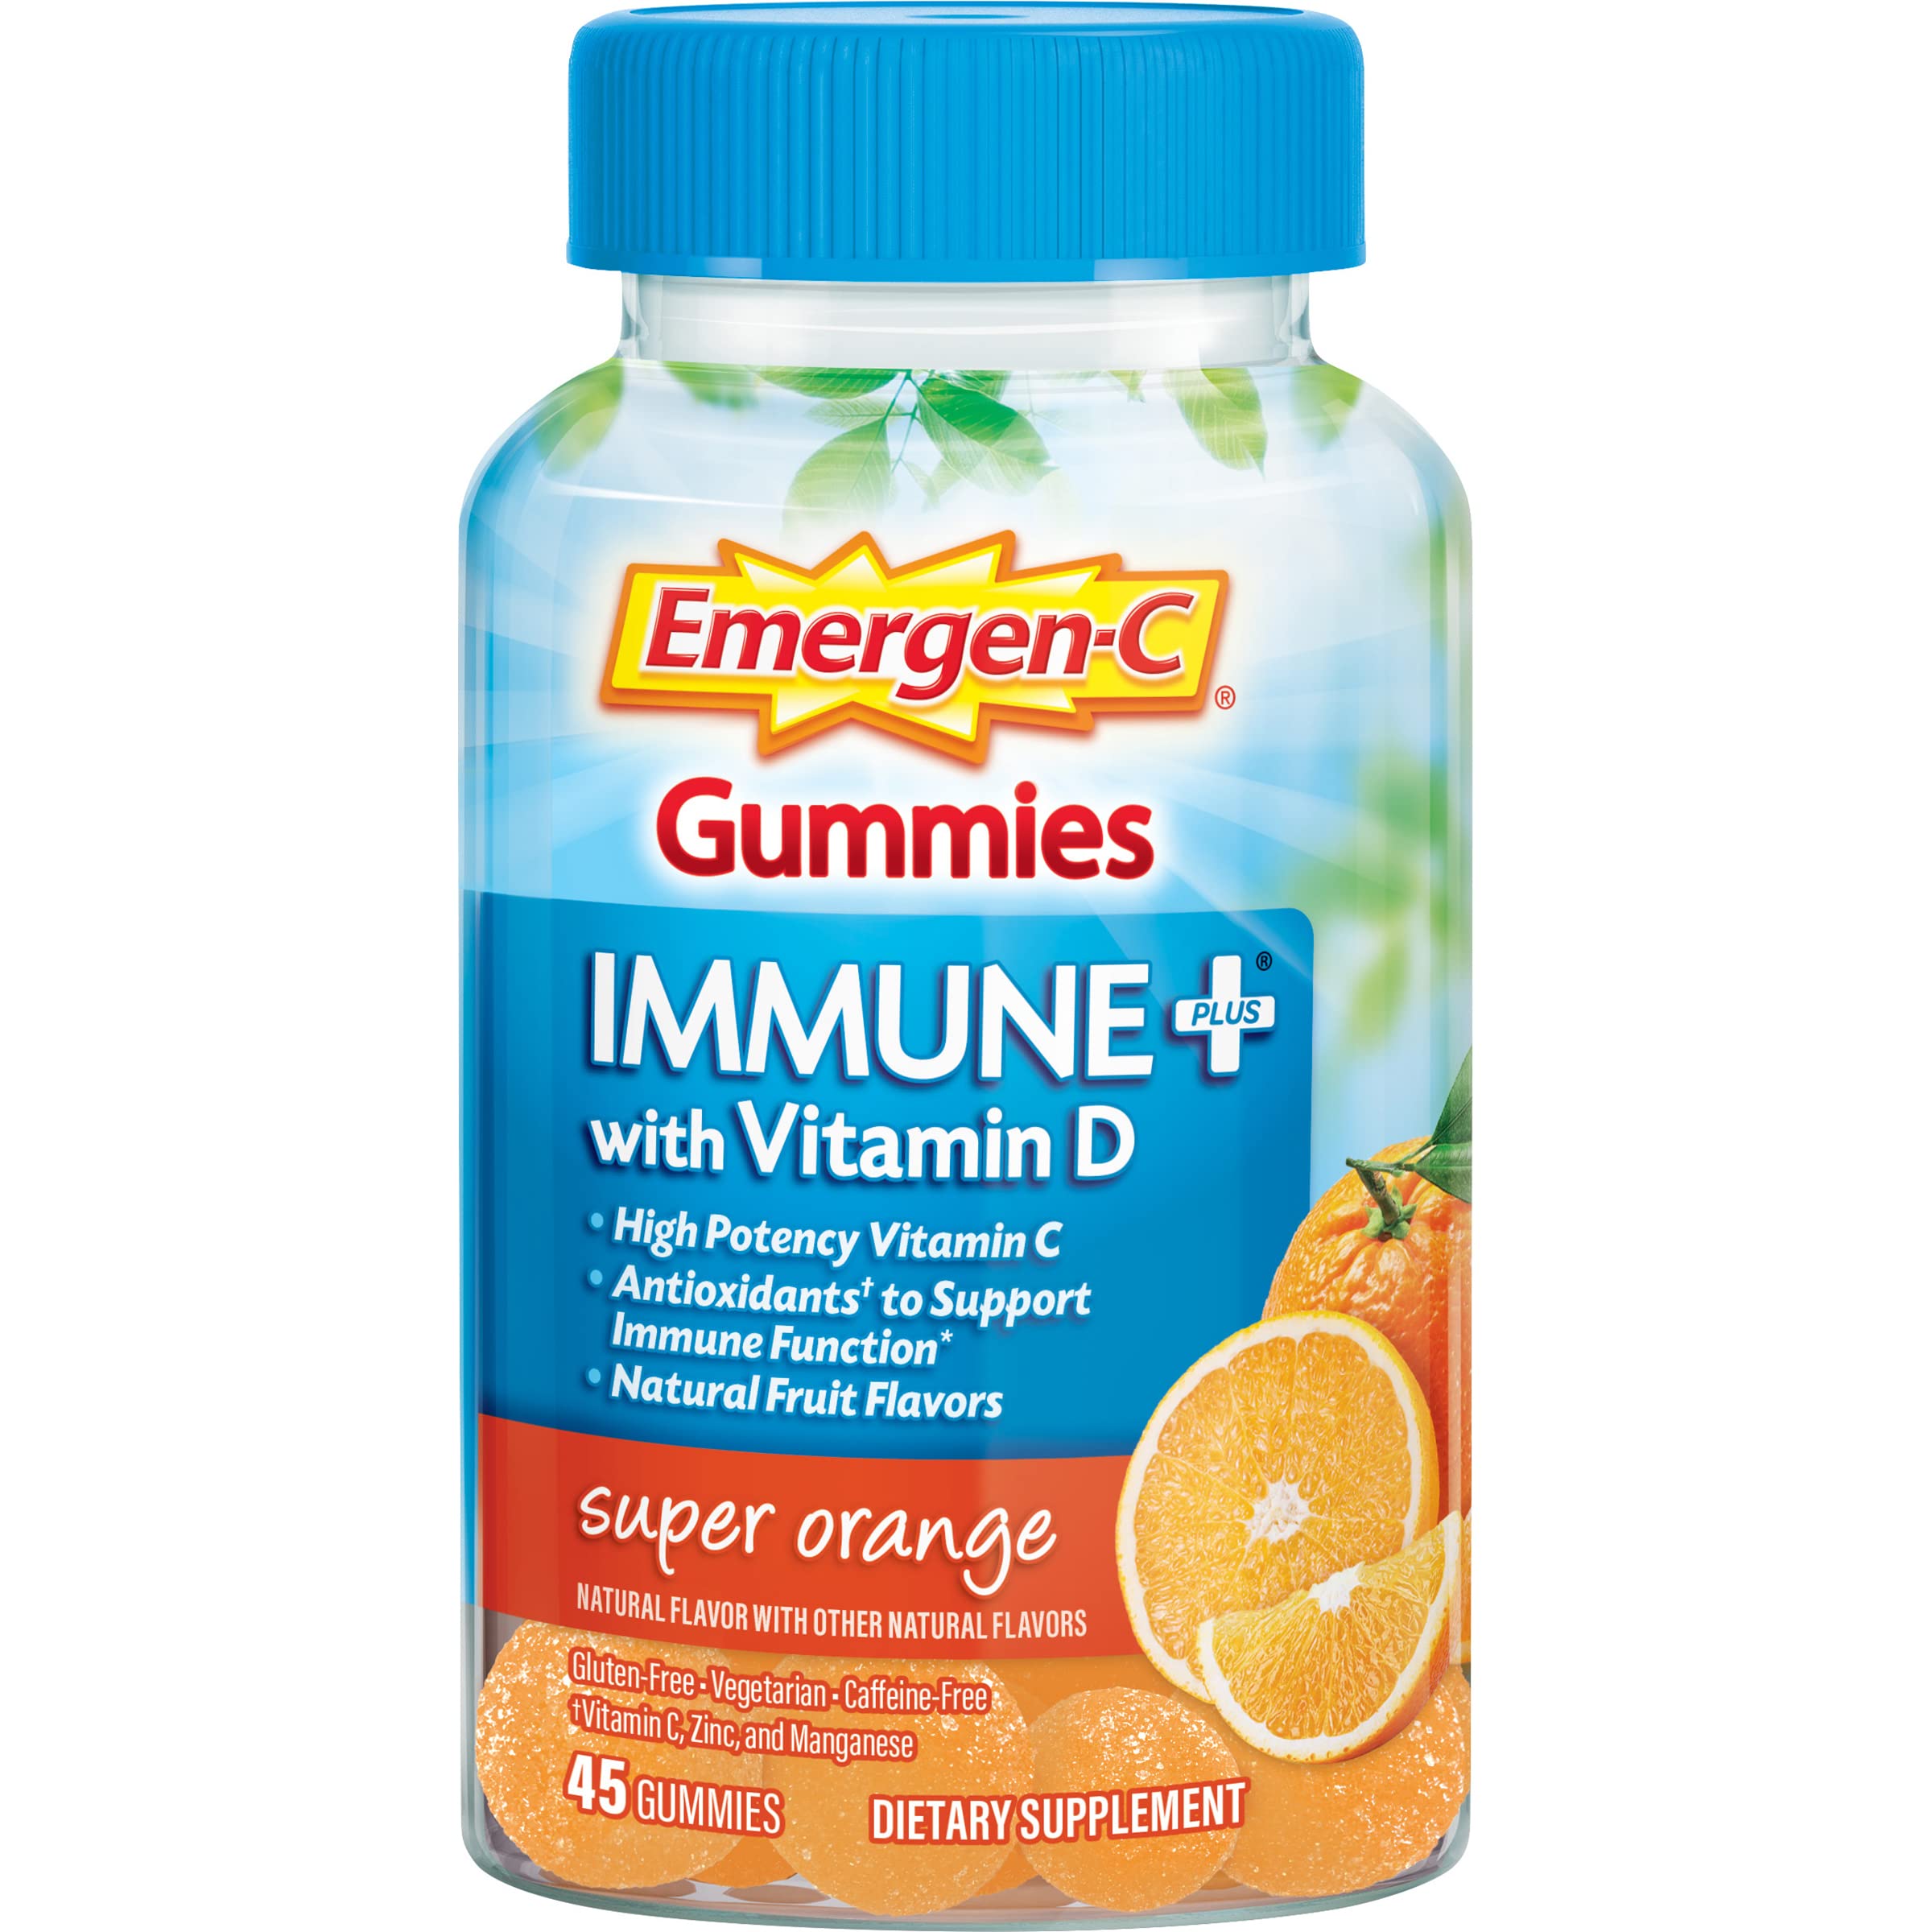 Emergen-C®
Gummies
IMMUNE+ PLUS®
with Vitamin D
• High Potency Vitamin C
• Antioxidants† to Support
Immune Function*
• Natural Fruit Flavors
super orange
NATURAL FLAVOR WITH OTHER NATURAL FLAVORS
Gluten-Free • Vegetarian • Caffeine-Free
†Vitamin C, Zinc, and Manganese
45 GUMMIES DIETARY SUPPLEMENT